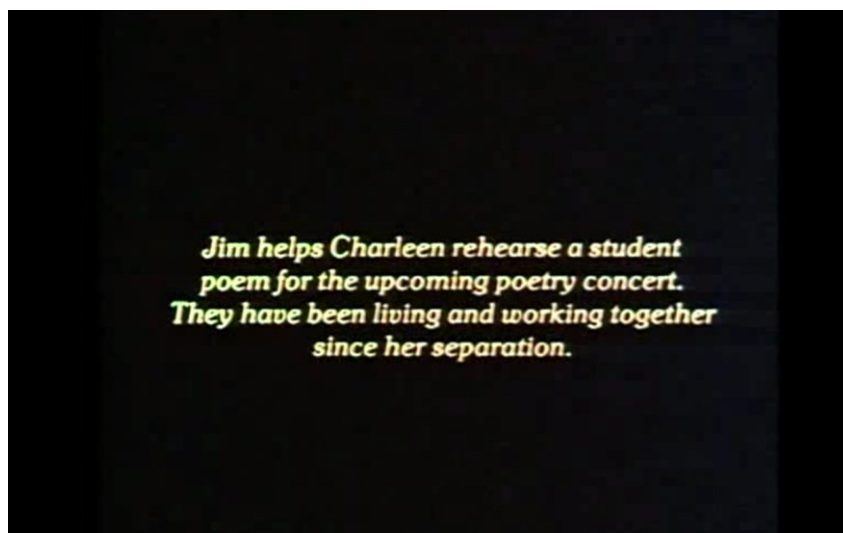 Jim helps Charleen rehearse a student
poem for the upcoming poetry concert.
They have been living and working together
since her separation.